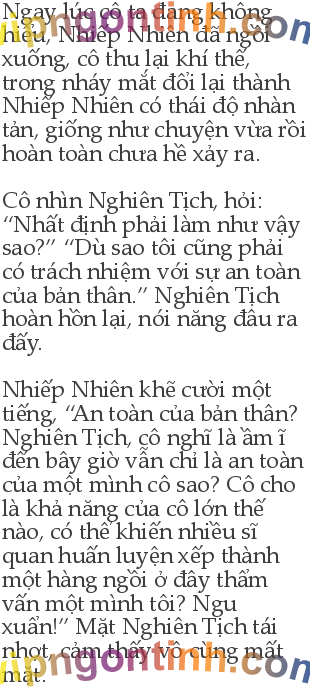 Ngay lúc cô ta đang không
hiểu, Nhiếp Nhiên đã ngồi
xuống, cô thu lại khí thế,
trong nháy mắt đổi lại thành
Nhiếp Nhiên có thái độ nhàn
tản, giống như chuyện vừa rồi
hoàn toàn chưa hề xảy ra.

Cô nhìn Nghiên Tịch, hỏi:
“Nhất định phải làm như vậy
sao?” “Dù sao tôi cũng phải
có trách nhiệm với sự an toàn
của bản thân.” Nghiên Tịch
hoàn hồn lại, nói năng đâu ra
đấy.

Nhiếp Nhiên khẽ cười một
tiếng, “An toàn của bản thân?
Nghiên Tịch, cô nghĩ là ầm ĩ
đến bây giờ vẫn chỉ là an toàn
của một mình cô sao? Cô cho
là khả năng của cô lớn thế
nào, có thể khiến nhiều sĩ
quan huấn luyện xếp thành
một hàng ngồi ở đây thẩm
vấn một mình tôi? Ngu
xuẩn!” Mặt Nghiên Tịch tái
nhợt, cảm thấy vô cùng mất
mặt.
vipngontinh.com
vipngontinh.com